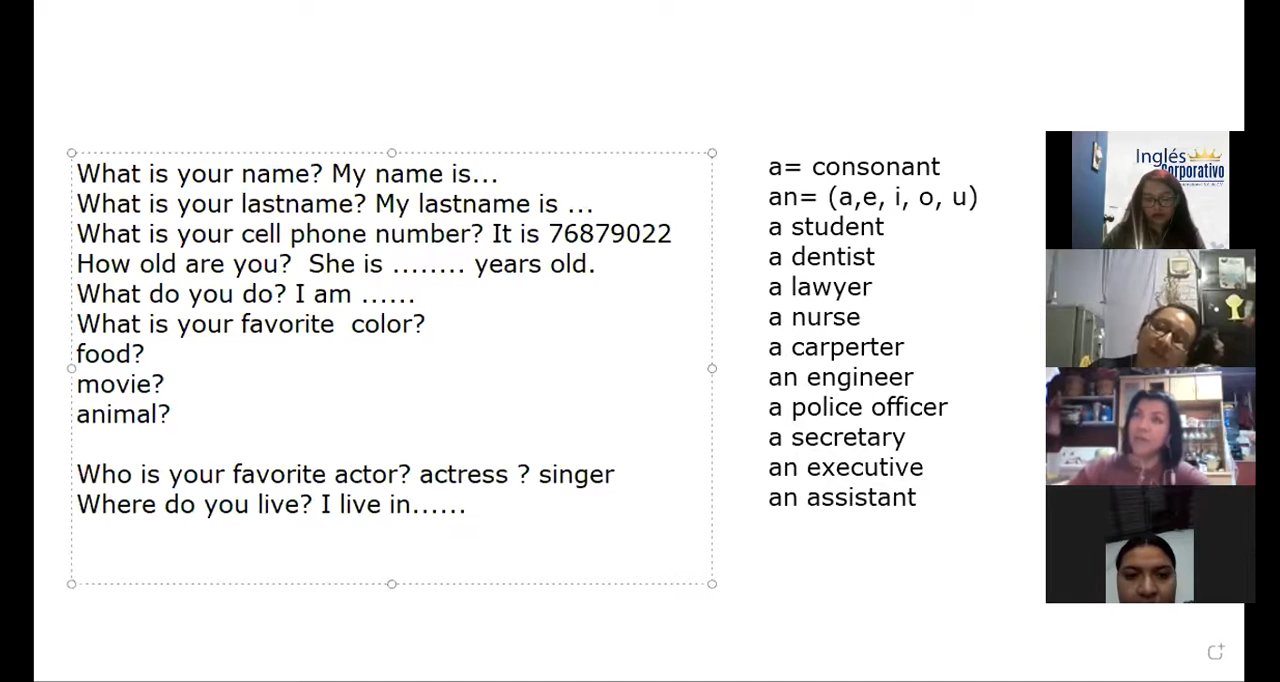 What is your name? My name is...
What is your lastname? My lastname is ...
What is your cell phone number? It is 76879022
How old are you?  She is ........ years old.
What do you do? I am ......
What is your favorite  color?
food?
movie?
animal?
Who is your favorite actor? actress ? singer
Where do you live? I live in......
a= consonant
an= (a,e, i, o, u)
a student
a dentist
a lawyer
a nurse
a carperter
an engineer
a police officer
a secretary
an executive
an assistant
Inglés
Corporativo